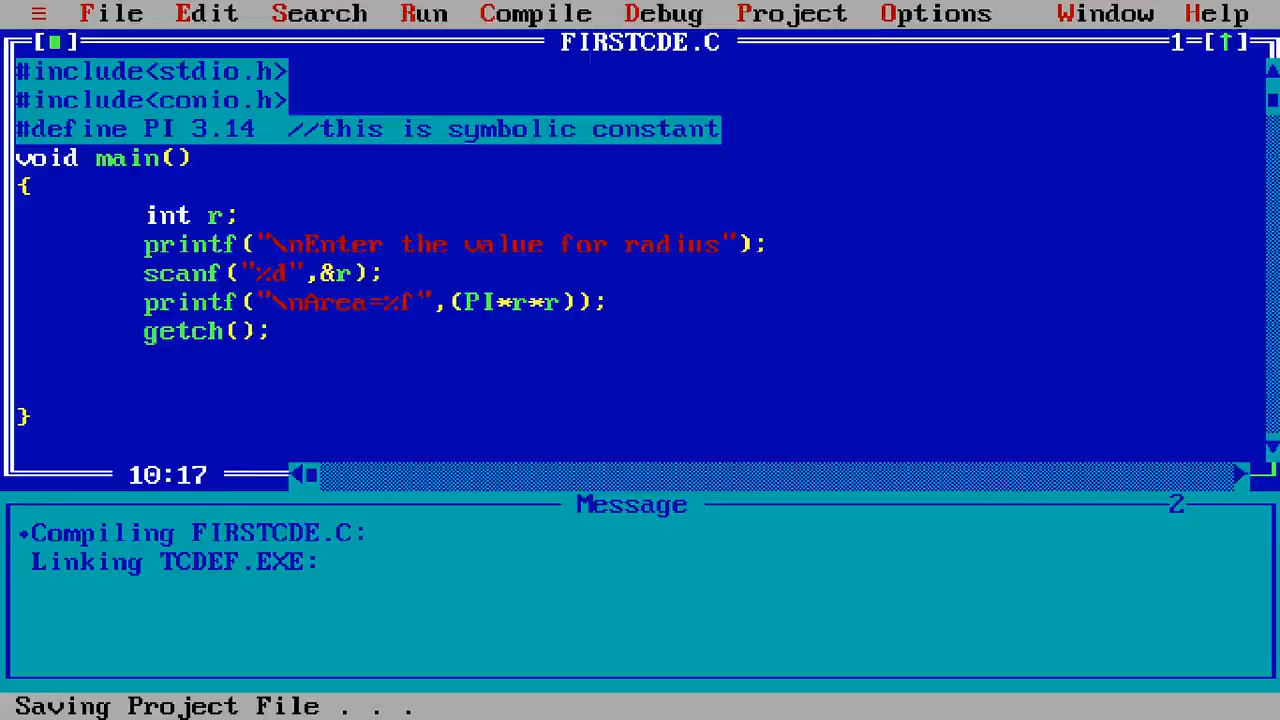 ≡ File Edit Search Run Compile Debug Project Options Window Help
[■] FIRSTCDE.C 1=[↑]
#include<stdio.h>
#include<conio.h>
#define PI 3.14  //this is symbolic constant
void main()
{
        int r;
        printf("\nEnter the value for radius");
        scanf("%d",&r);
        printf("\nArea=%f",(PI*r*r));
        getch();
}
10:17
Message 2
•Compiling FIRSTCDE.C:
Linking TCDEF.EXE:
Saving Project File . . .